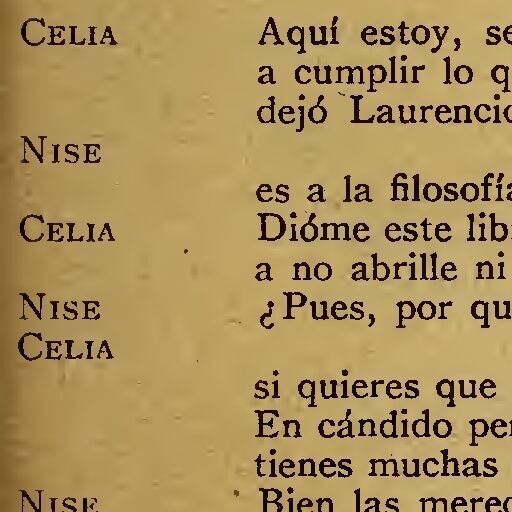 CELIA Aquí estoy, se
a cumplir lo q
dejó Laurencio
NISE
es a la filosofía
CELIA Dióme este lib
a no abrille ni
NISE ¿Pues, por qu
CELIA
si quieres que
En cándido per
tienes muchas
NISE Bien las merec